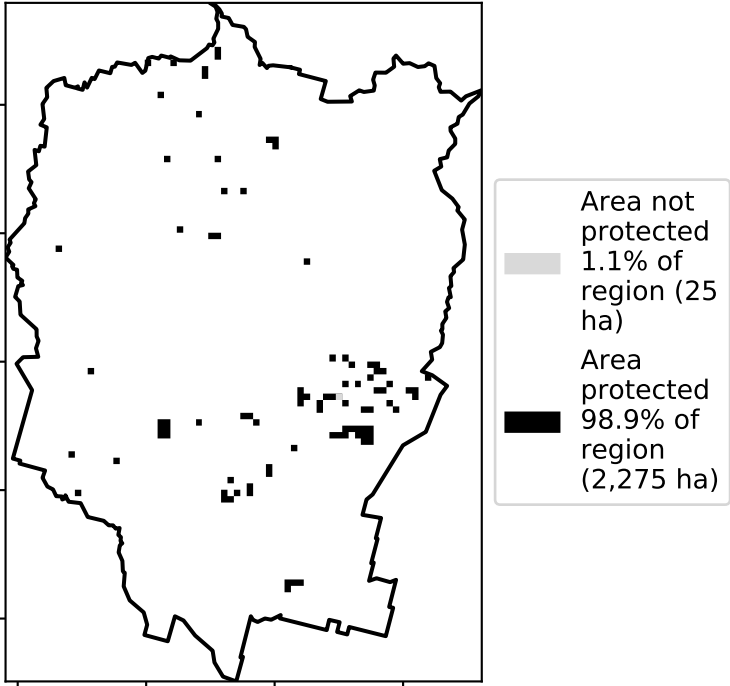 Area not
protected
1.1% of
region (25
ha)
Area
protected
98.9% of
region
(2,275 ha)